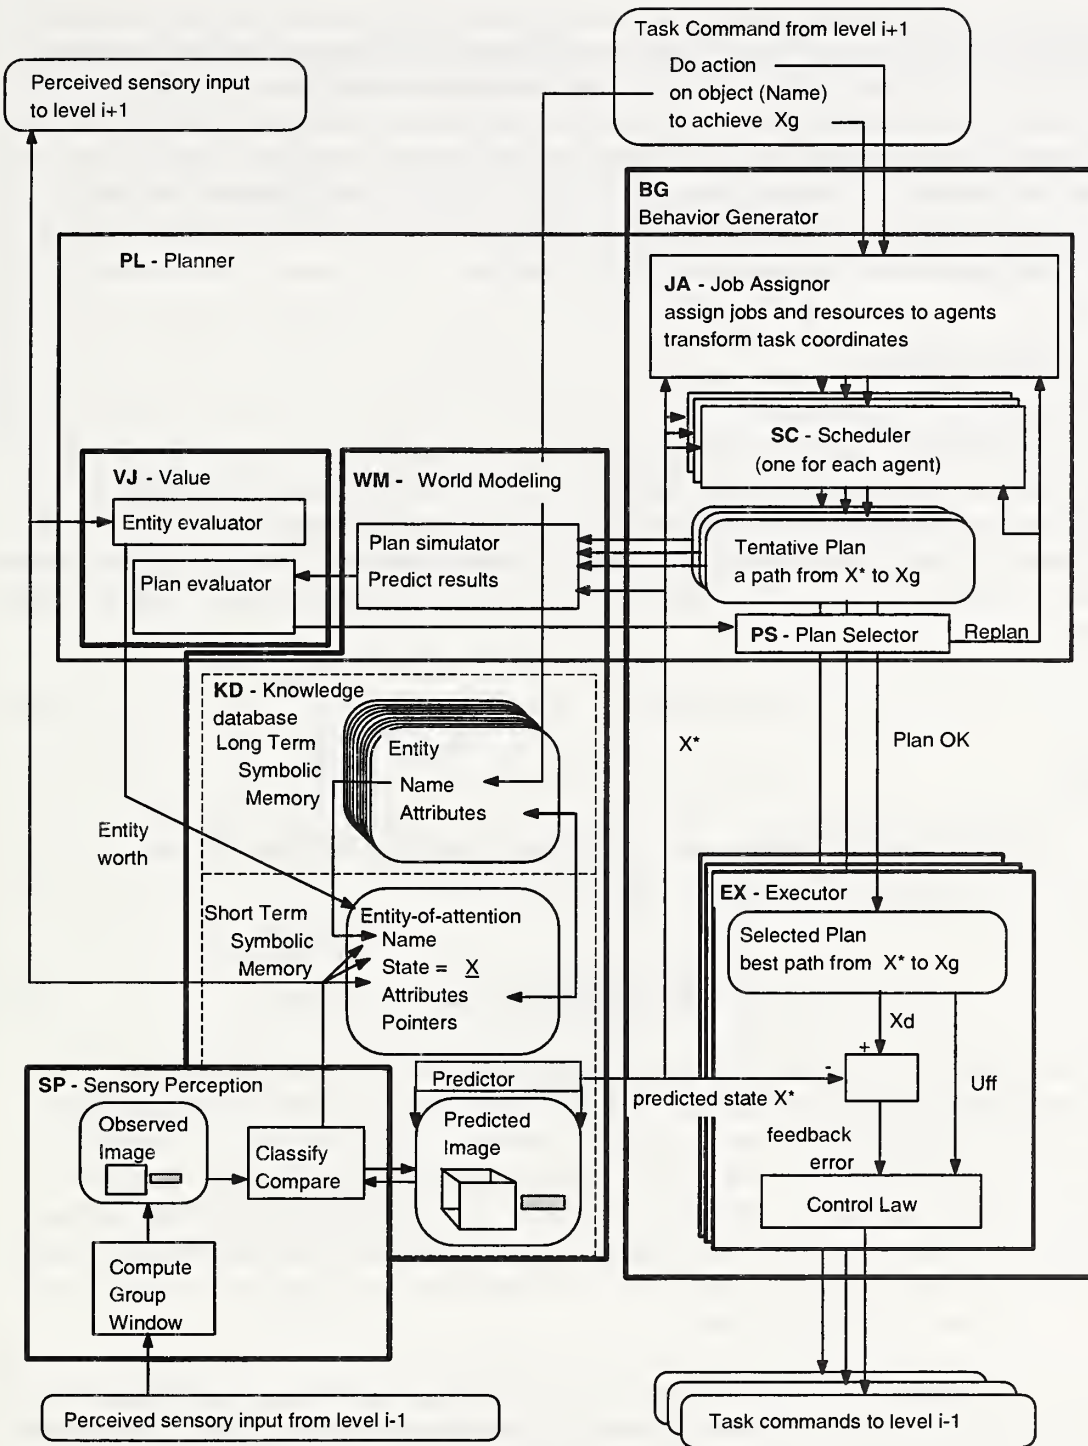 Task Command from level i+1
Do action
on object (Name)
to achieve Xg
Perceived sensory input
to level i+1
BG
Behavior Generator
PL - Planner
JA - Job Assignor
assign jobs and resources to agents
transform task coordinates
SC - Scheduler
(one for each agent)
VJ - Value
Entity evaluator
Plan evaluator
WM - World Modeling
Plan simulator
Predict results
Tentative Plan
a path from X* to Xg
PS - Plan Selector
Replan
KD - Knowledge
database
Long Term
Symbolic
Memory
Entity
Name
Attributes
X*
Plan OK
Entity
worth
Short Term
Symbolic
Memory
Entity-of-attention
Name
State = X
Attributes
Pointers
EX - Executor
Selected Plan
best path from X* to Xg
Xd
+
-
Uff
predicted state X*
feedback
error
Control Law
SP - Sensory Perception
Observed
Image
Classify
Compare
Predictor
Predicted
Image
Compute
Group
Window
Perceived sensory input from level i-1
Task commands to level i-1